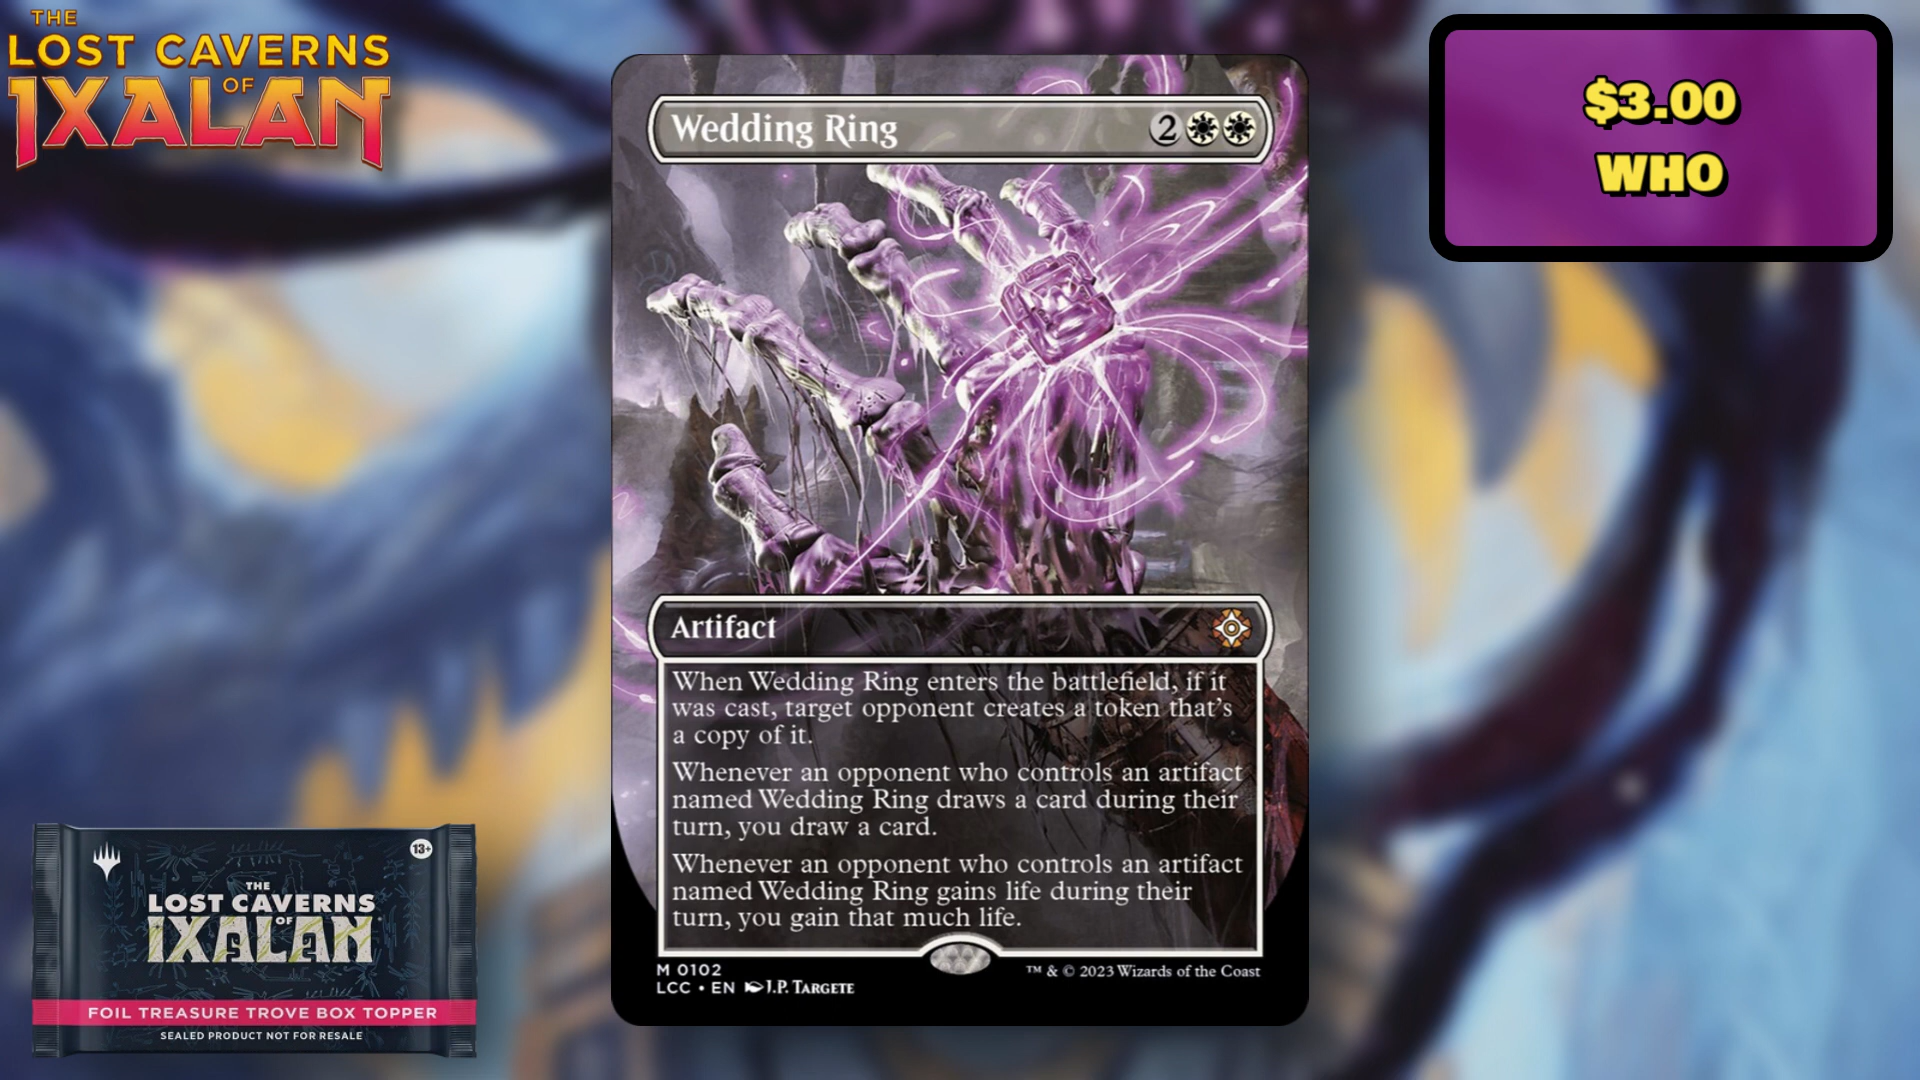 THE
LOST CAVERNS
OF
IXALAN
$3.00
WHO
Wedding Ring
2
Artifact
When Wedding Ring enters the battlefield, if it
was cast, target opponent creates a token that's
a copy of it.
Whenever an opponent who controls an artifact
named Wedding Ring draws a card during their
turn, you draw a card.
Whenever an opponent who controls an artifact
named Wedding Ring gains life during their
turn, you gain that much life.
M 0102
LCC • EN J.P. TARGETE
™ & © 2023 Wizards of the Coast
13+
THE
LOST CAVERNS
OF
IXALAN
FOIL TREASURE TROVE BOX TOPPER
SEALED PRODUCT NOT FOR RESALE